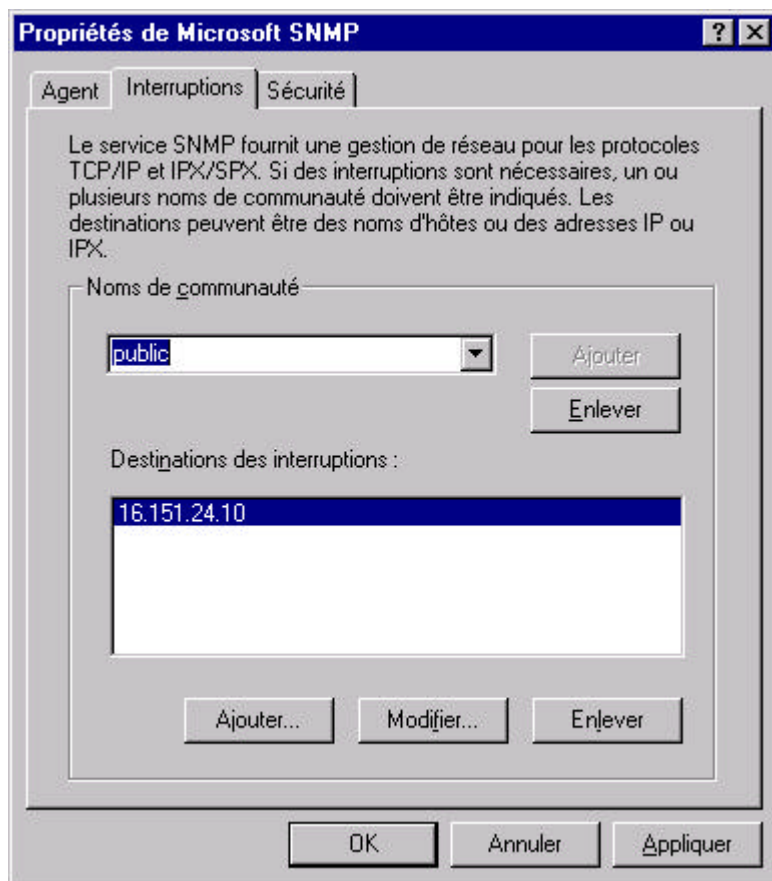 Propriétés de Microsoft SNMP
Agent Interruptions Sécurité
Le service SNMP fournit une gestion de réseau pour les protocoles
TCP/IP et IPX/SPX. Si des interruptions sont nécessaires, un ou
plusieurs noms de communauté doivent être indiqués. Les
destinations peuvent être des noms d'hôtes ou des adresses IP ou
IPX.
Noms de communauté
public
Ajouter
Enlever
Destinations des interruptions :
16.151.24.10
Ajouter... Modifier... Enlever
OK Annuler Appliquer